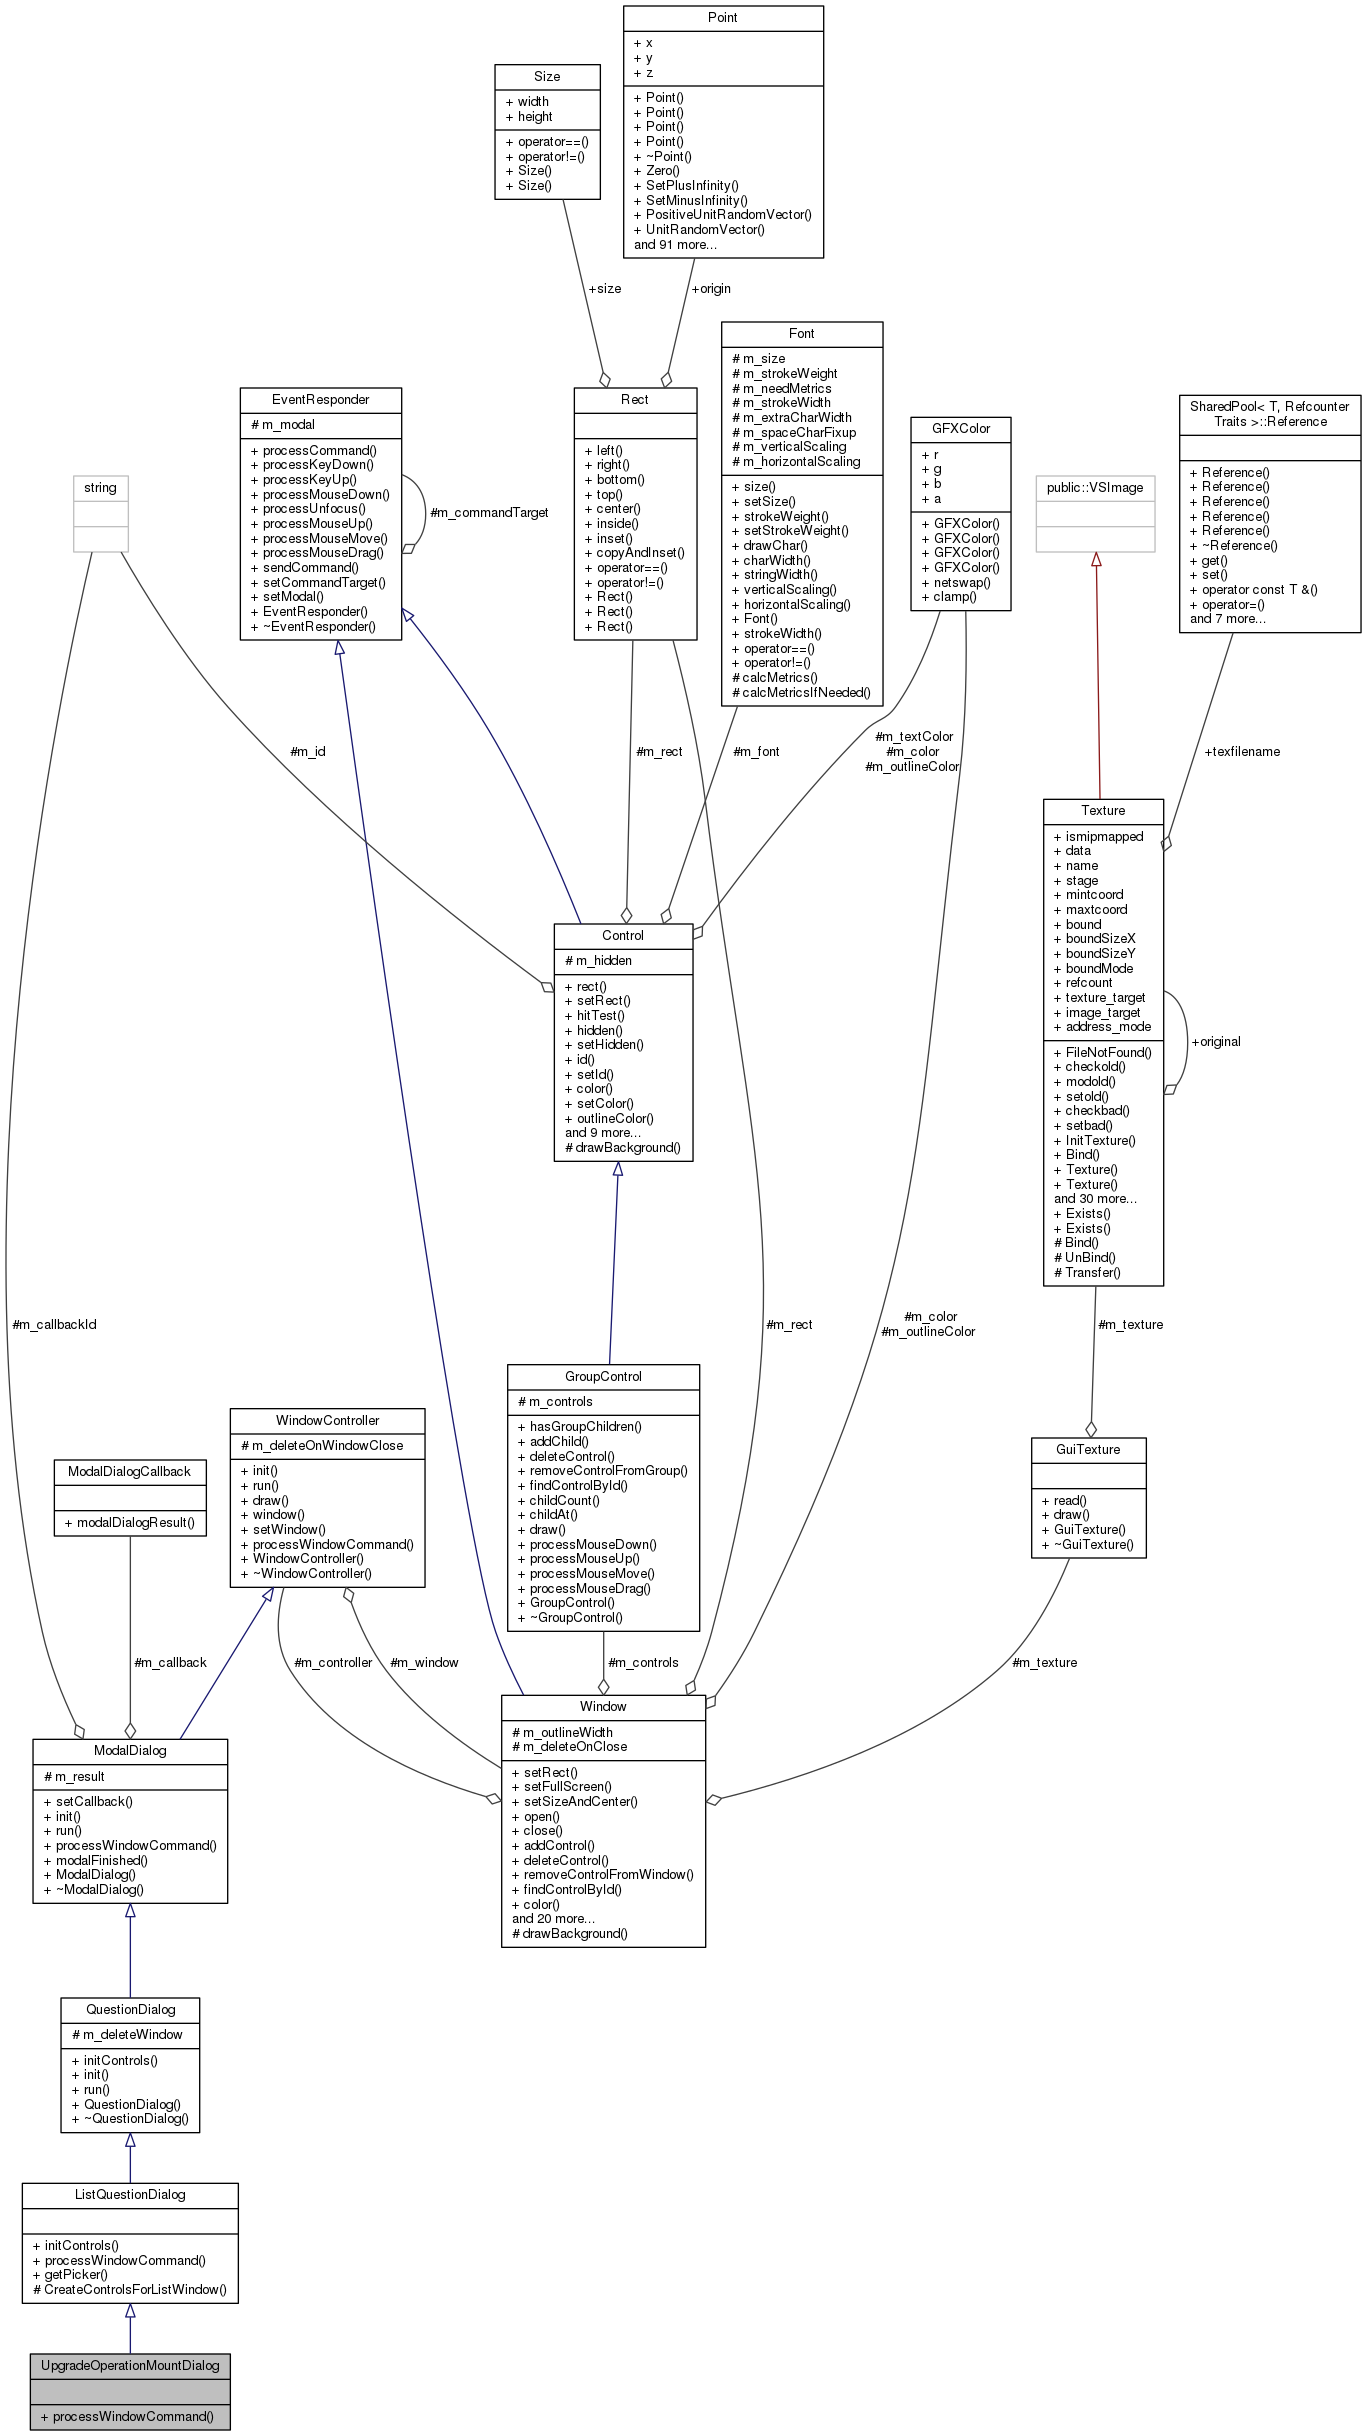 Point
+ x
+ y
+ z
+ Point()
+ Point()
+ Point()
+ Point()
+ ~Point()
+ Zero()
+ SetPlusInfinity()
+ SetMinusInfinity()
+ PositiveUnitRandomVector()
+ UnitRandomVector()
and 91 more...
Size
+ width
+ height
+ operator==()
+ operator!=()
+ Size()
+ Size()
+size
+origin
Font
# m_size
# m_strokeWeight
# m_needMetrics
# m_strokeWidth
# m_extraCharWidth
# m_spaceCharFixup
# m_verticalScaling
# m_horizontalScaling
+ size()
+ setSize()
+ strokeWeight()
+ setStrokeWeight()
+ drawChar()
+ charWidth()
+ stringWidth()
+ verticalScaling()
+ horizontalScaling()
+ Font()
+ strokeWidth()
+ operator==()
+ operator!=()
# calcMetrics()
# calcMetricsIfNeeded()
EventResponder
# m_modal
+ processCommand()
+ processKeyDown()
+ processKeyUp()
+ processMouseDown()
+ processUnfocus()
+ processMouseUp()
+ processMouseMove()
+ processMouseDrag()
+ sendCommand()
+ setCommandTarget()
+ setModal()
+ EventResponder()
+ ~EventResponder()
#m_commandTarget
Rect
+ left()
+ right()
+ bottom()
+ top()
+ center()
+ inside()
+ inset()
+ copyAndInset()
+ operator==()
+ operator!=()
+ Rect()
+ Rect()
+ Rect()
GFXColor
+ r
+ g
+ b
+ a
+ GFXColor()
+ GFXColor()
+ GFXColor()
+ GFXColor()
+ netswap()
+ clamp()
SharedPool< T, Refcounter
Traits >::Reference
+ Reference()
+ Reference()
+ Reference()
+ Reference()
+ Reference()
+ ~Reference()
+ get()
+ set()
+ operator const T &()
+ operator=()
and 7 more...
string
public::VSImage
#m_id
#m_rect
#m_font
#m_textColor
#m_color
#m_outlineColor
+texfilename
Texture
+ ismipmapped
+ data
+ name
+ stage
+ mintcoord
+ maxtcoord
+ bound
+ boundSizeX
+ boundSizeY
+ boundMode
+ refcount
+ texture_target
+ image_target
+ address_mode
+ FileNotFound()
+ checkold()
+ modold()
+ setold()
+ checkbad()
+ setbad()
+ InitTexture()
+ Bind()
+ Texture()
+ Texture()
and 30 more...
+ Exists()
+ Exists()
# Bind()
# UnBind()
# Transfer()
+original
Control
# m_hidden
+ rect()
+ setRect()
+ hitTest()
+ hidden()
+ setHidden()
+ id()
+ setId()
+ color()
+ setColor()
+ outlineColor()
and 9 more...
# drawBackground()
#m_callbackId
#m_rect
#m_color
#m_outlineColor
#m_texture
GroupControl
# m_controls
+ hasGroupChildren()
+ addChild()
+ deleteControl()
+ removeControlFromGroup()
+ findControlById()
+ childCount()
+ childAt()
+ draw()
+ processMouseDown()
+ processMouseUp()
+ processMouseMove()
+ processMouseDrag()
+ GroupControl()
+ ~GroupControl()
WindowController
# m_deleteOnWindowClose
+ init()
+ run()
+ draw()
+ window()
+ setWindow()
+ processWindowCommand()
+ WindowController()
+ ~WindowController()
ModalDialogCallback
+ modalDialogResult()
GuiTexture
+ read()
+ draw()
+ GuiTexture()
+ ~GuiTexture()
#m_callback
#m_controller
#m_window
#m_controls
#m_texture
Window
# m_outlineWidth
# m_deleteOnClose
+ setRect()
+ setFullScreen()
+ setSizeAndCenter()
+ open()
+ close()
+ addControl()
+ deleteControl()
+ removeControlFromWindow()
+ findControlById()
+ color()
and 20 more...
# drawBackground()
ModalDialog
# m_result
+ setCallback()
+ init()
+ run()
+ processWindowCommand()
+ modalFinished()
+ ModalDialog()
+ ~ModalDialog()
QuestionDialog
# m_deleteWindow
+ initControls()
+ init()
+ run()
+ QuestionDialog()
+ ~QuestionDialog()
ListQuestionDialog
+ initControls()
+ processWindowCommand()
+ getPicker()
# CreateControlsForListWindow()
UpgradeOperationMountDialog
+ processWindowCommand()